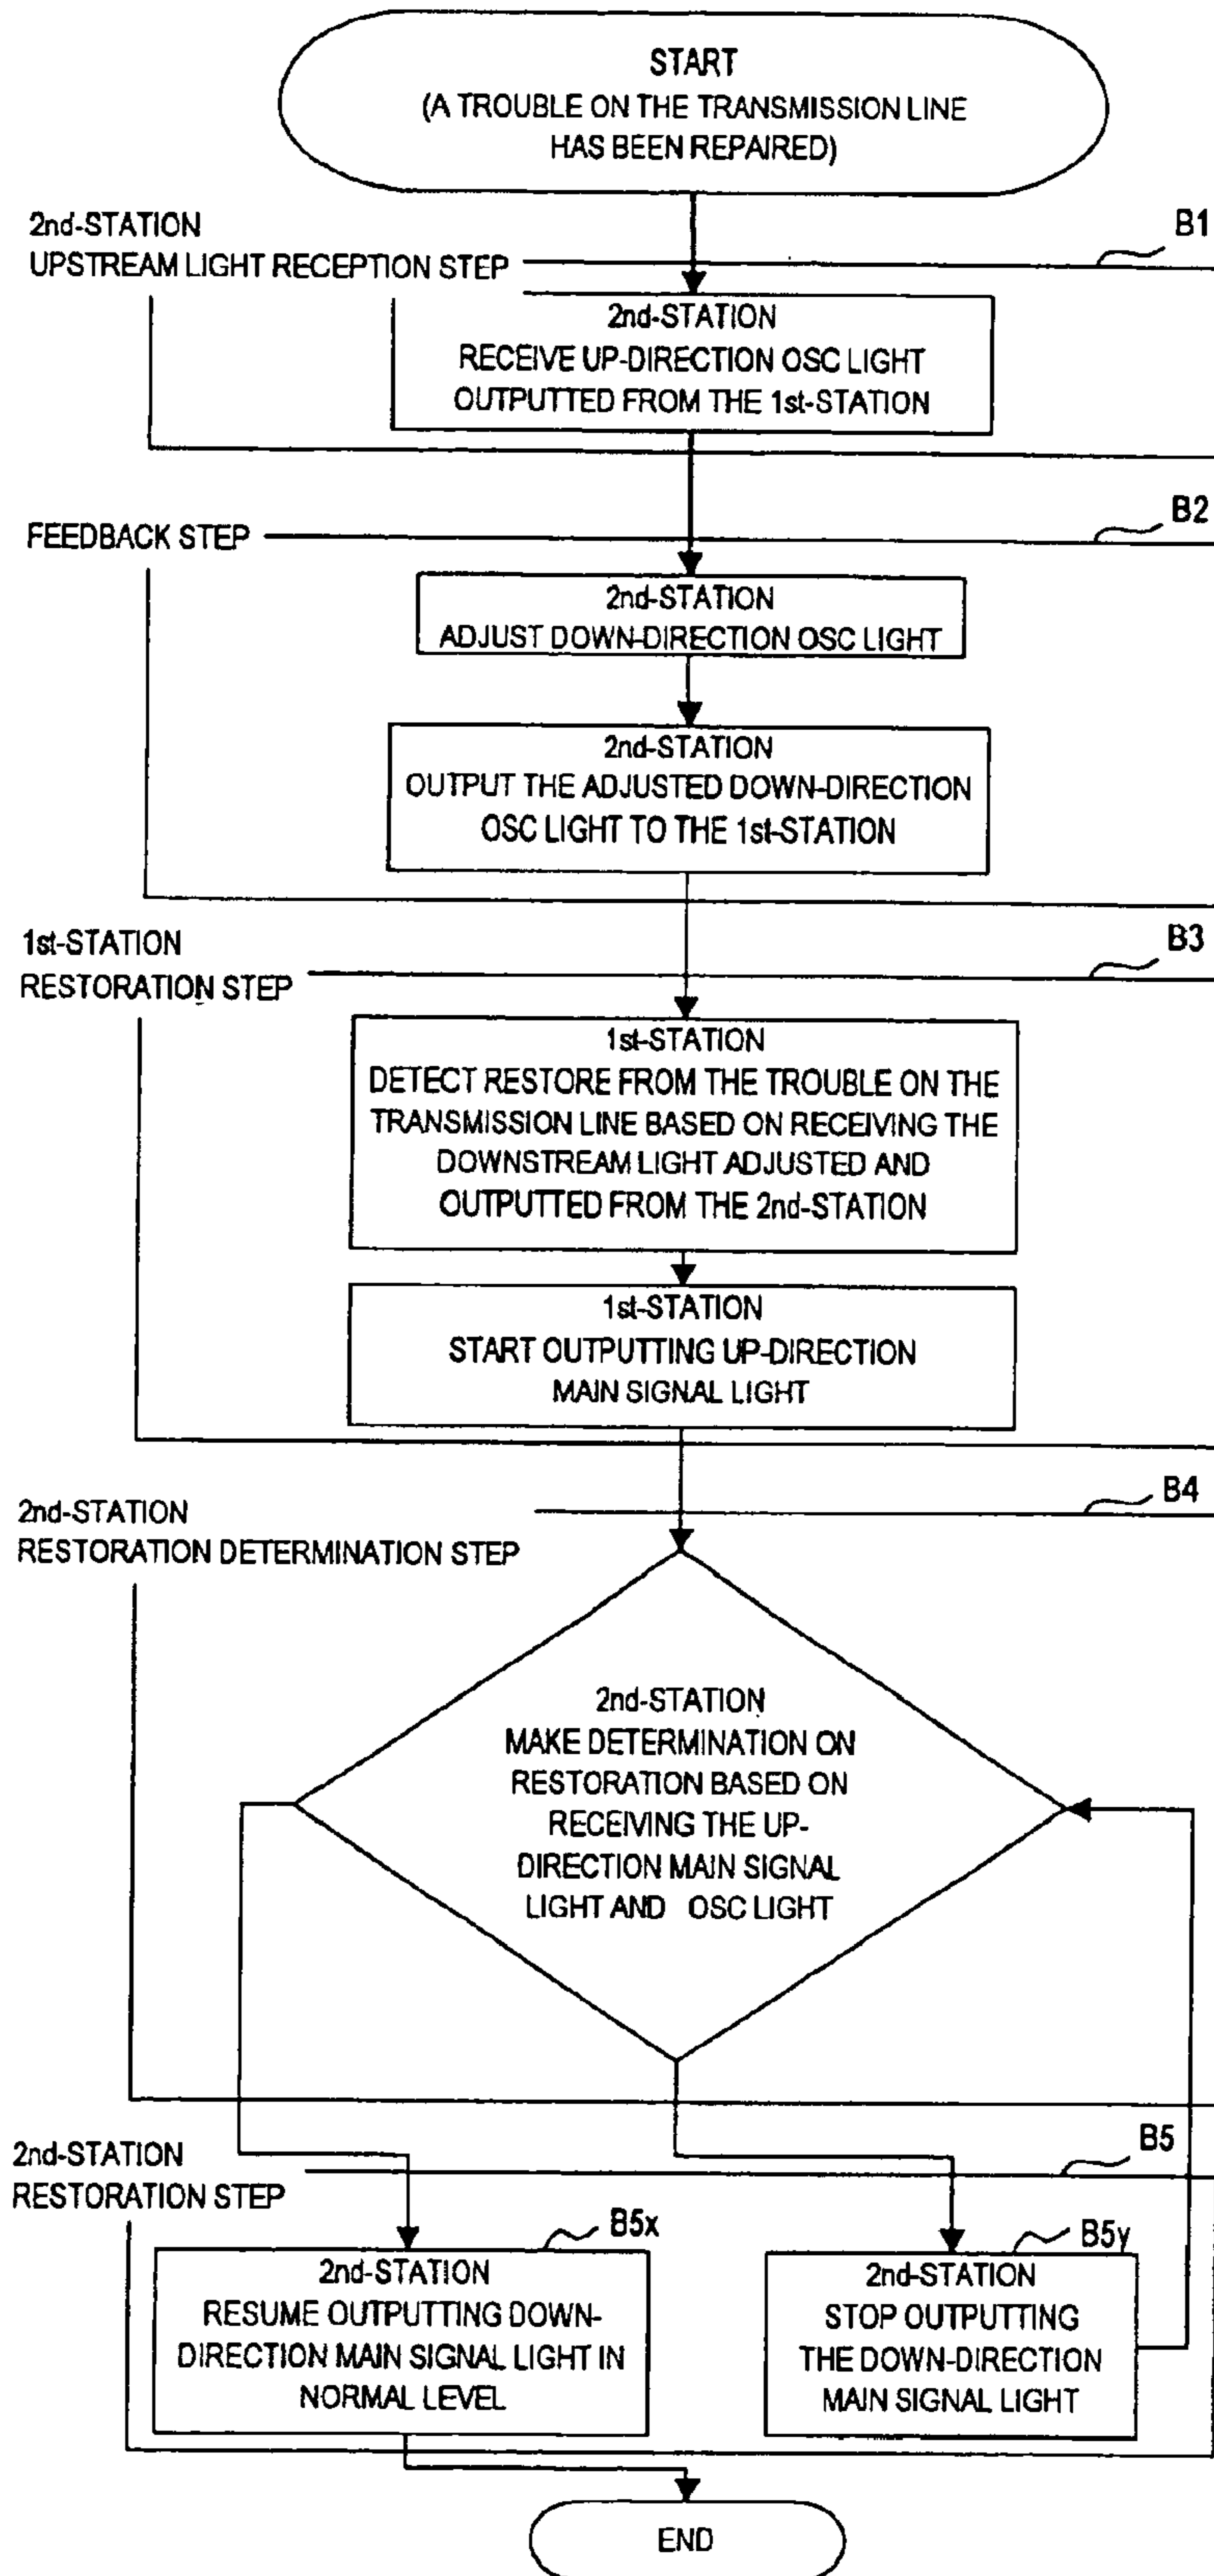 START
(A TROUBLE ON THE TRANSMISSION LINE
HAS BEEN REPAIRED)
2nd-STATION
UPSTREAM LIGHT RECEPTION STEP
B1
2nd-STATION
RECEIVE UP-DIRECTION OSC LIGHT
OUTPUTTED FROM THE 1st-STATION
FEEDBACK STEP
B2
2nd-STATION
ADJUST DOWN-DIRECTION OSC LIGHT
2nd-STATION
OUTPUT THE ADJUSTED DOWN-DIRECTION
OSC LIGHT TO THE 1st-STATION
1st-STATION
RESTORATION STEP
B3
1st-STATION
DETECT RESTORE FROM THE TROUBLE ON THE
TRANSMISSION LINE BASED ON RECEIVING THE
DOWNSTREAM LIGHT ADJUSTED AND
OUTPUTTED FROM THE 2nd-STATION
1st-STATION
START OUTPUTTING UP-DIRECTION
MAIN SIGNAL LIGHT
2nd-STATION
RESTORATION DETERMINATION STEP
B4
2nd-STATION
MAKE DETERMINATION ON
RESTORATION BASED ON
RECEIVING THE UP-
DIRECTION MAIN SIGNAL
LIGHT AND OSC LIGHT
2nd-STATION
RESTORATION STEP
B5
B5x
2nd-STATION
RESUME OUTPUTTING DOWN-
DIRECTION MAIN SIGNAL LIGHT IN
NORMAL LEVEL
B5y
2nd-STATION
STOP OUTPUTTING
THE DOWN-DIRECTION
MAIN SIGNAL LIGHT
END